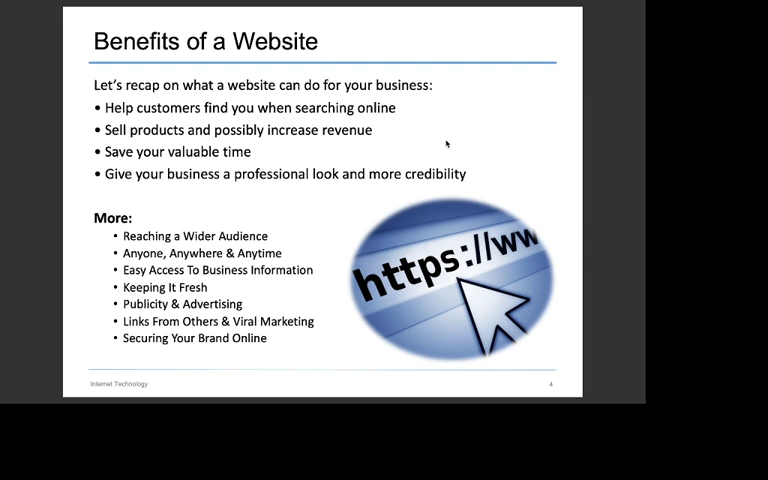 Benefits of a Website
Let's recap on what a website can do for your business:
• Help customers find you when searching online
• Sell products and possibly increase revenue
• Save your valuable time
• Give your business a professional look and more credibility
More:
• Reaching a Wider Audience
• Anyone, Anywhere & Anytime
• Easy Access To Business Information
• Keeping It Fresh
• Publicity & Advertising
• Links From Others & Viral Marketing
• Securing Your Brand Online
https://ww
Internet Technology
4